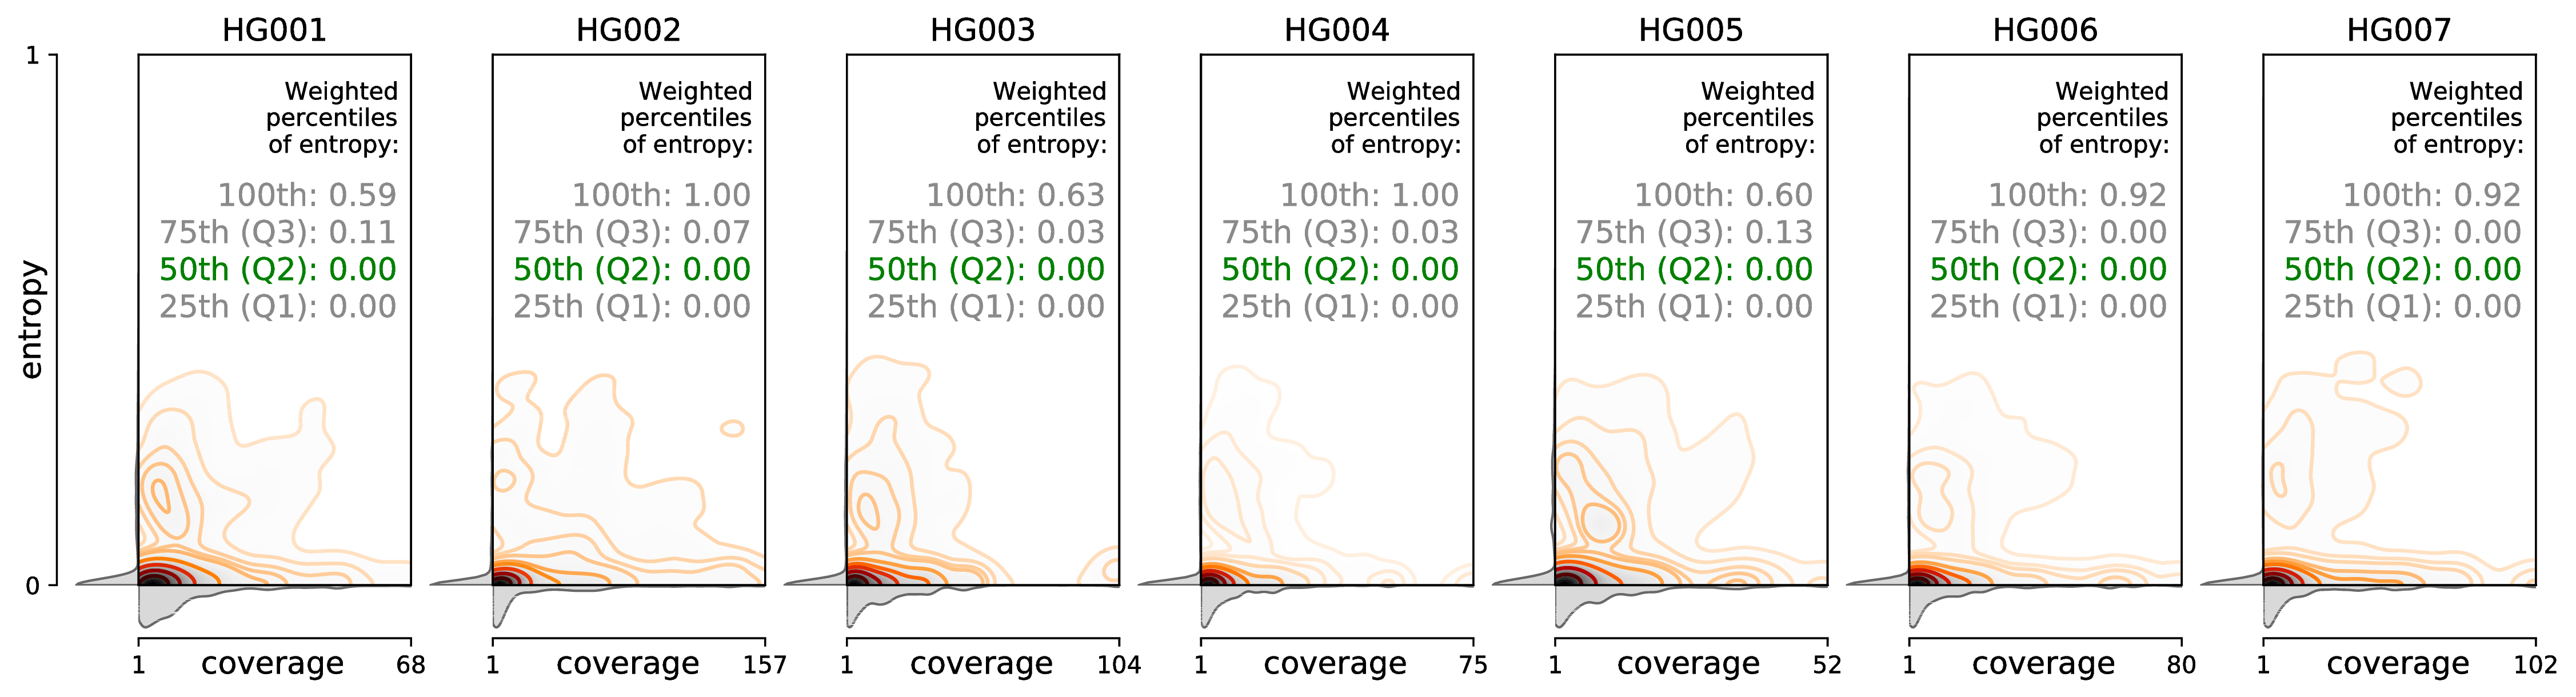 HG001
HG002
HG003
HG004
HG005
HG006
HG007
1
entropy
0
Weighted
percentiles
of entropy:
100th: 0.59
75th (Q3): 0.11
50th (Q2): 0.00
25th (Q1): 0.00
1 coverage 68
Weighted
percentiles
of entropy:
100th: 1.00
75th (Q3): 0.07
50th (Q2): 0.00
25th (Q1): 0.00
1 coverage 157
Weighted
percentiles
of entropy:
100th: 0.63
75th (Q3): 0.03
50th (Q2): 0.00
25th (Q1): 0.00
1 coverage 104
Weighted
percentiles
of entropy:
100th: 1.00
75th (Q3): 0.03
50th (Q2): 0.00
25th (Q1): 0.00
1 coverage 75
Weighted
percentiles
of entropy:
100th: 0.60
75th (Q3): 0.13
50th (Q2): 0.00
25th (Q1): 0.00
1 coverage 52
Weighted
percentiles
of entropy:
100th: 0.92
75th (Q3): 0.00
50th (Q2): 0.00
25th (Q1): 0.00
1 coverage 80
Weighted
percentiles
of entropy:
100th: 0.92
75th (Q3): 0.00
50th (Q2): 0.00
25th (Q1): 0.00
1 coverage 102